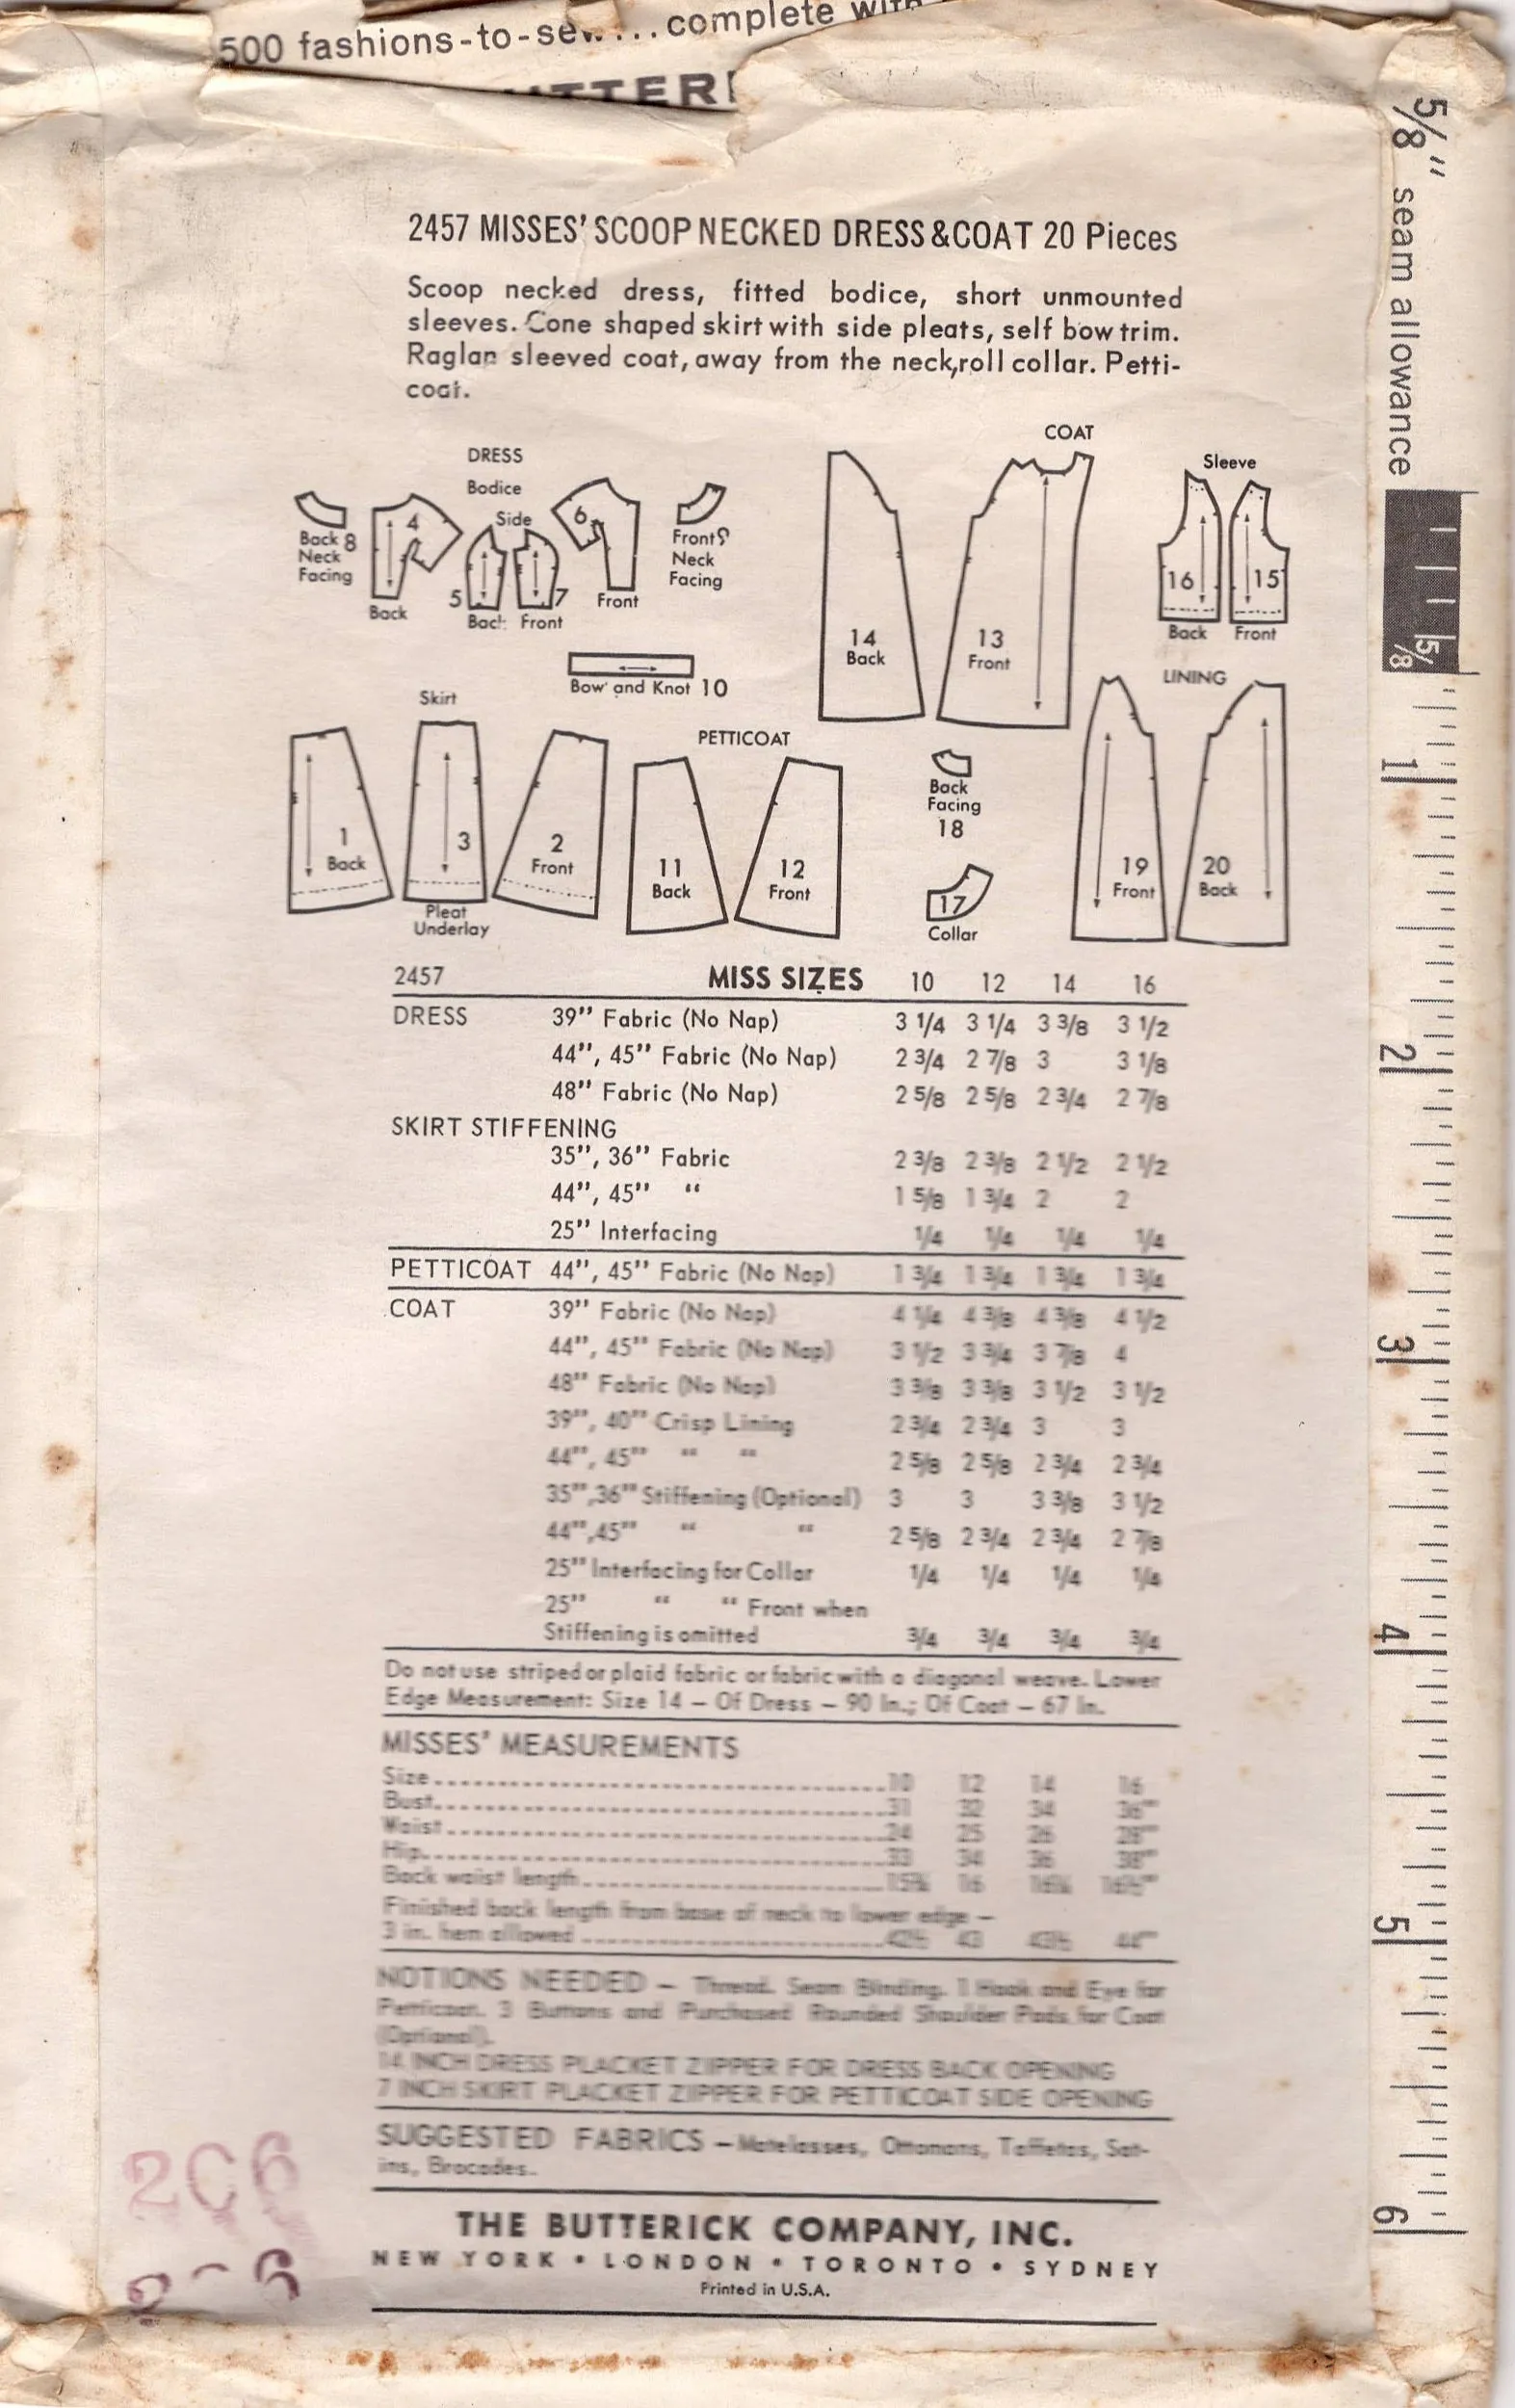 500 fashions-to-sew...complete with
UTTERI
2457 MISSES' SCOOP NECKED DRESS & COAT 20 Pieces
Scoop necked dress, fitted bodice, short unmounted
sleeves. Cone shaped skirt with side pleats, self bow trim.
Raglan sleeved coat, away from the neck, roll collar. Petti-
coat.
DRESS
Bodice
Back 8
Neck
Facing
4
Back
Side
5
Back
7
Front
6
Front
Front 9
Neck
Facing
Bow and Knot 10
COAT
14
Back
13
Front
Sleeve
16
Back
15
Front
Skirt
1
Back
3
Pleat
Underlay
2
Front
PETTICOAT
11
Back
12
Front
Back
Facing
18
17
Collar
LINING
19
Front
20
Back
2457 MISS SIZES 10 12 14 16
DRESS 39" Fabric (No Nap) 3 1/4 3 1/4 3 3/8 3 1/2
44", 45" Fabric (No Nap) 2 3/4 2 7/8 3 3 1/8
48" Fabric (No Nap) 2 5/8 2 5/8 2 3/4 2 7/8
SKIRT STIFFENING
35", 36" Fabric 2 3/8 2 3/8 2 1/2 2 1/2
44", 45" " 1 5/8 1 3/4 2 2
25" Interfacing 1/4 1/4 1/4 1/4
PETTICOAT 44", 45" Fabric (No Nap) 1 3/4 1 3/4 1 3/4 1 3/4
COAT 39" Fabric (No Nap) 4 1/4 4 3/8 4 3/8 4 1/2
44", 45" Fabric (No Nap) 3 1/2 3 3/4 3 7/8 4
48" Fabric (No Nap) 3 3/8 3 3/8 3 1/2 3 1/2
39", 40" Crisp Lining 2 3/4 2 3/4 3 3
44", 45" " " 2 5/8 2 5/8 2 3/4 2 3/4
35", 36" Stiffening (Optional) 3 3 3 3/8 3 1/2
44", 45" " " 2 5/8 2 3/4 2 3/4 2 7/8
25" Interfacing for Collar 1/4 1/4 1/4 1/4
25" " " Front when
Stiffening is omitted 3/4 3/4 3/4 3/4
Do not use striped or plaid fabric or fabric with a diagonal weave. Lower
Edge Measurement: Size 14 – Of Dress – 90 In.; Of Coat – 67 In.
MISSES' MEASUREMENTS
Size 10 12 14 16
Bust 31 32 34 36"
Waist 24 25 26 28"
Hip 33 34 36 38"
Back waist length 15¾ 16 16¼ 16½"
Finished back length from base of neck to lower edge –
3 in. hem allowed 42½ 43 43½ 44"
NOTIONS NEEDED – Thread. Seam Binding. 1 Hook and Eye for
Petticoat. 3 Buttons and Purchased Rounded Shoulder Pads for Coat
(Optional).
14 INCH DRESS PLACKET ZIPPER FOR DRESS BACK OPENING
7 INCH SKIRT PLACKET ZIPPER FOR PETTICOAT SIDE OPENING
SUGGESTED FABRICS – Matelasses, Ottomans, Taffetas, Sat-
ins, Brocades.
THE BUTTERICK COMPANY, INC.
NEW YORK • LONDON • TORONTO • SYDNEY
Printed in U.S.A.
5/8" seam allowance
5/8
1
2
3
4
5
6